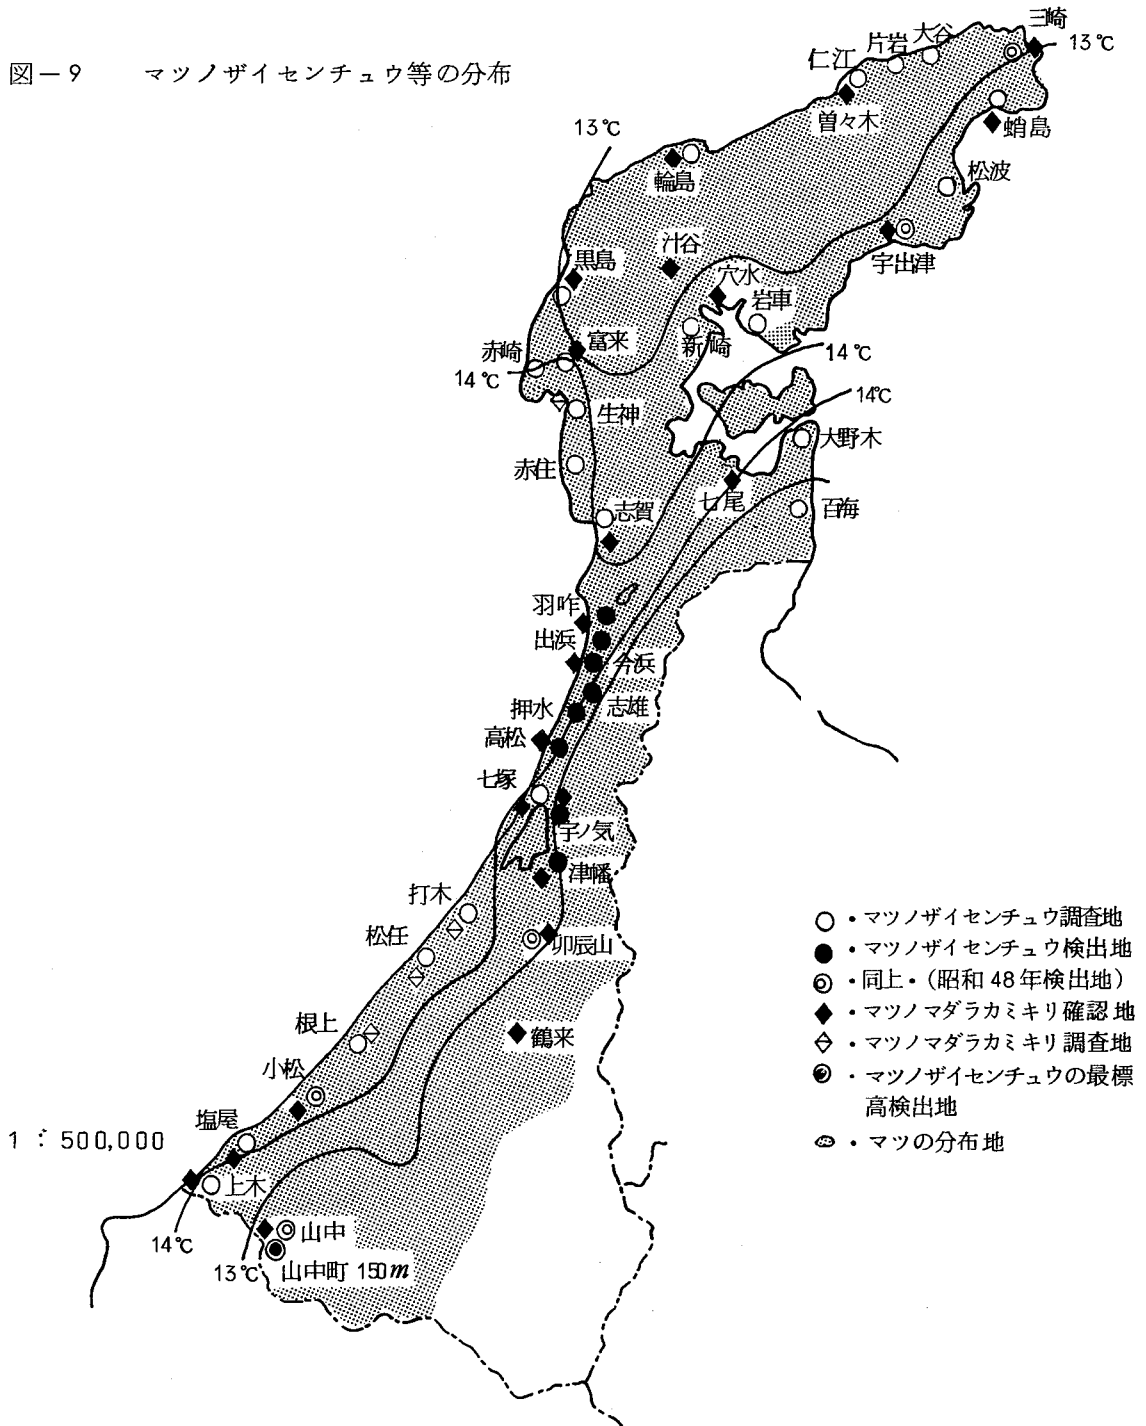 図－9 マツノザイセンチュウ等の分布
三崎
13℃
大谷
片岩
仁江
曽々木
蛸島
13℃
輪島
松波
汁谷
宇出津
黒島
穴水
岩車
富来
新崎
赤崎
14℃
14℃
14℃
生神
大野木
赤住
七尾
志賀
百海
羽咋
出浜
今浜
押水
志雄
高松
七塚
宇ノ気
津幡
打木
松任
卯辰山
根上
鶴来
小松
塩屋
1：500,000
上木
14℃
山中
13℃
山中町 150m
・マツノザイセンチュウ調査地
・マツノザイセンチュウ検出地
・同上・（昭和48年検出地）
・マツノマダラカミキリ確認地
・マツノマダラカミキリ調査地
・マツノザイセンチュウの最標
高検出地
・マツの分布地